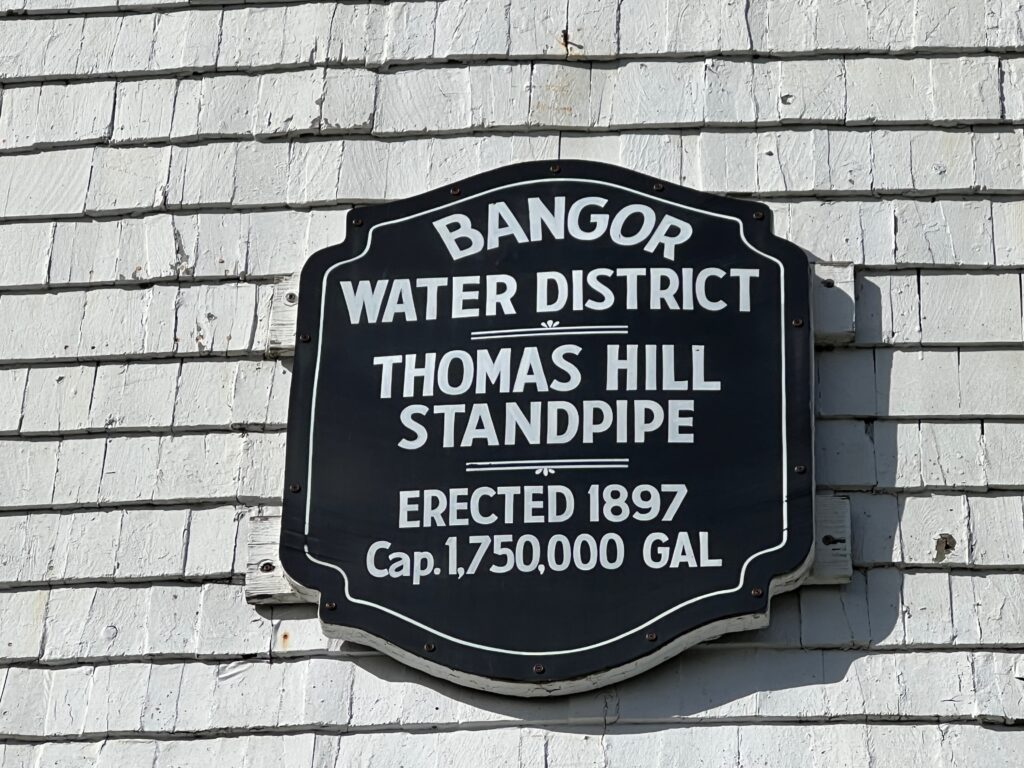 BANGOR
WATER DISTRICT
THOMAS HILL
STANDPIPE
ERECTED 1897
Cap. 1,750,000 GAL